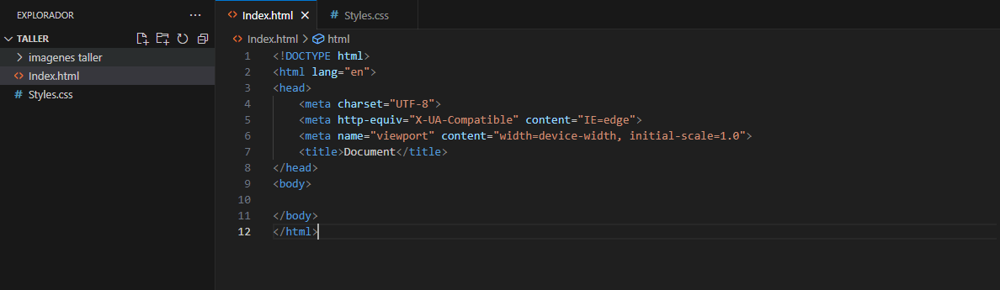 EXPLORADOR ...
TALLER
imagenes taller
Index.html
# Styles.css
Index.html
# Styles.css
Index.html > html
1 <!DOCTYPE html>
2 <html lang="en">
3 <head>
4 <meta charset="UTF-8">
5 <meta http-equiv="X-UA-Compatible" content="IE=edge">
6 <meta name="viewport" content="width=device-width, initial-scale=1.0">
7 <title>Document</title>
8 </head>
9 <body>
10
11 </body>
12 </html>